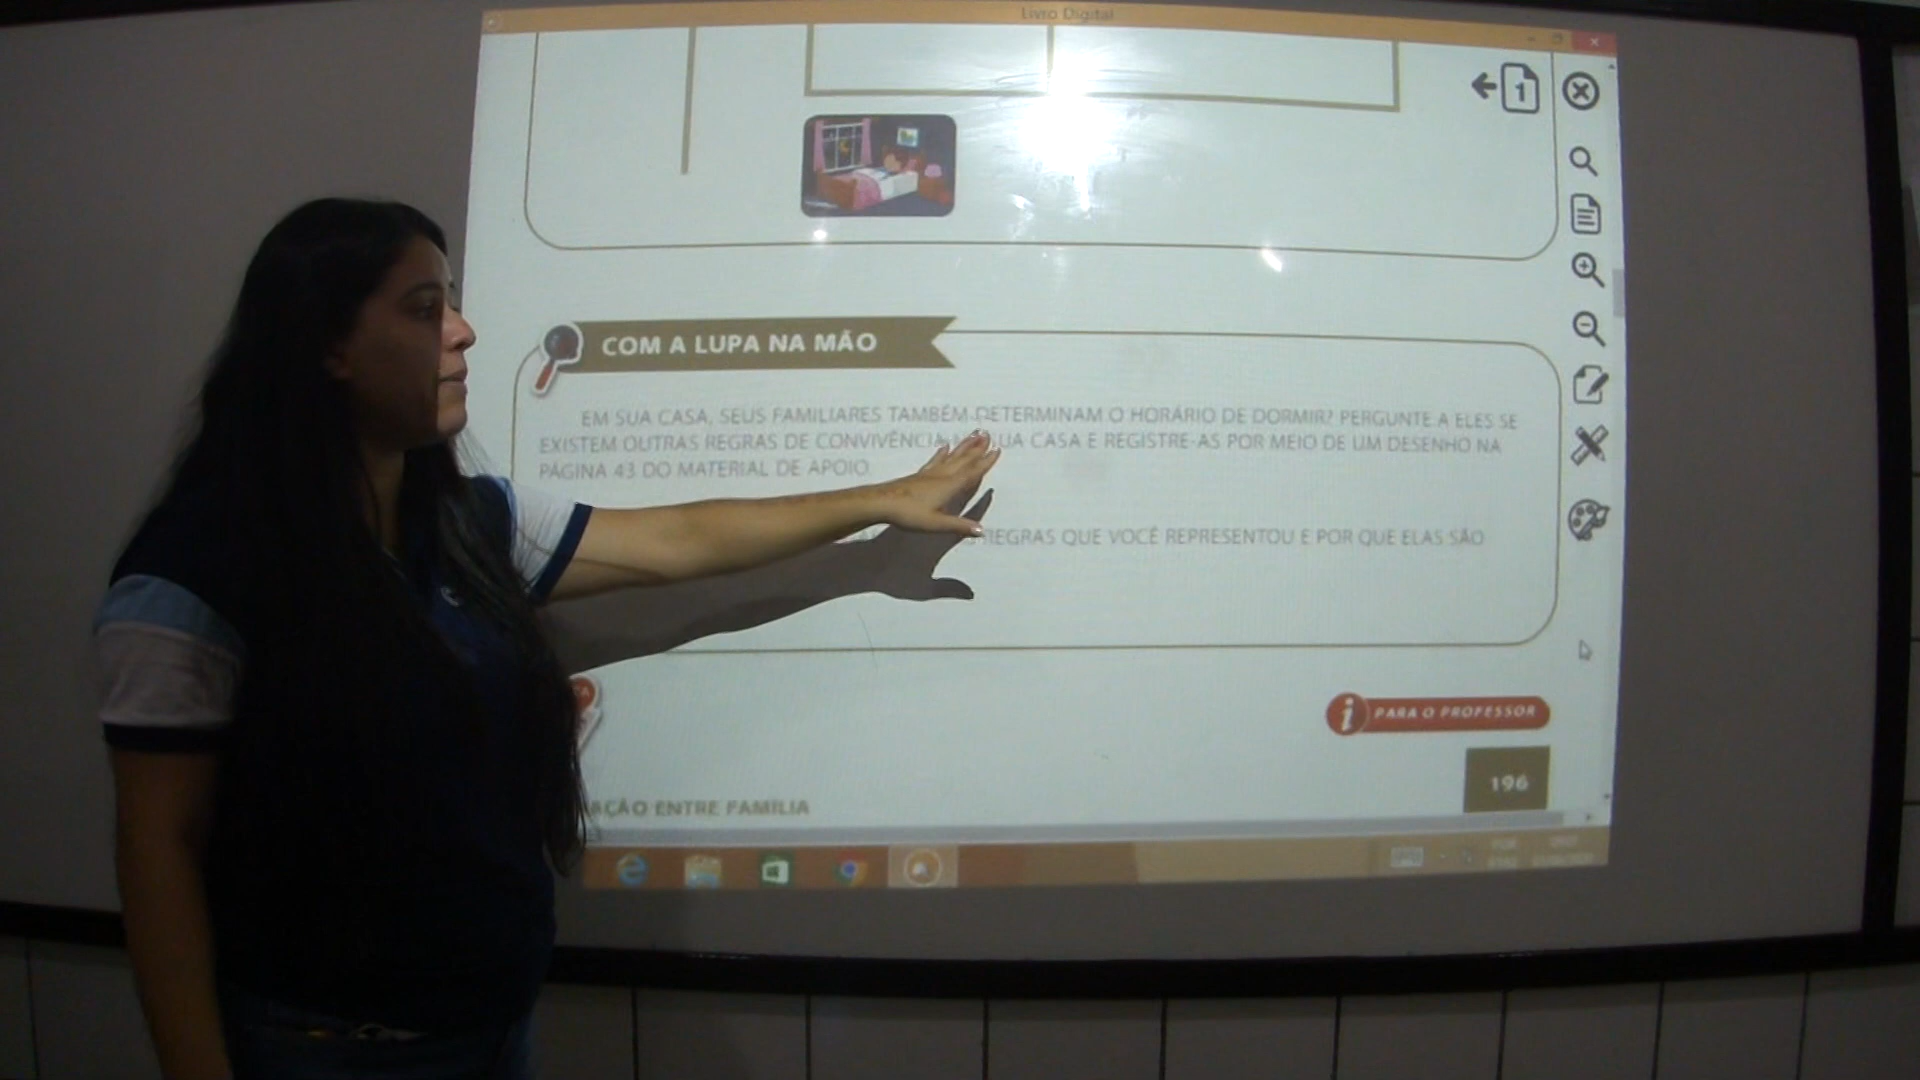 Livro Digital
1
COM A LUPA NA MÃO
EM SUA CASA, SEUS FAMILIARES TAMBÉM DETERMINAM O HORÁRIO DE DORMIR? PERGUNTE A ELES SE
EXISTEM OUTRAS REGRAS DE CONVIVÊNCIA SUA CASA E REGISTRE-AS POR MEIO DE UM DESENHO NA
PÁGINA 43 DO MATERIAL DE APOIO
REGRAS QUE VOCÊ REPRESENTOU E POR QUE ELAS SÃO
i PARA O PROFESSOR
196
AÇÃO ENTRE FAMÍLIA